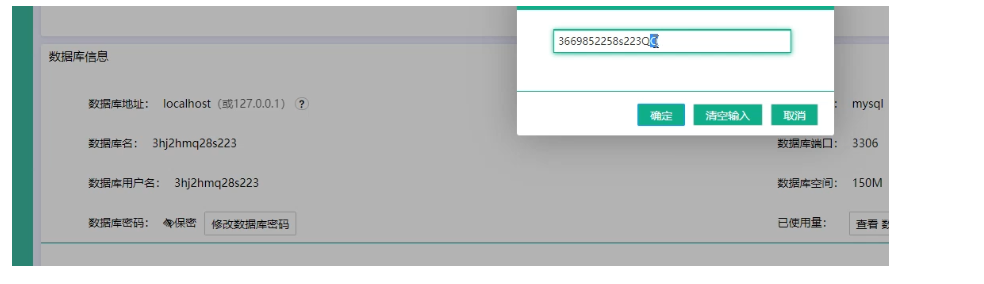 3669852258s223QQ
确定 清空输入 取消
数据库信息
数据库地址： localhost（或127.0.0.1） ? ： mysql
数据库名： 3hj2hmq28s223 数据库端口： 3306
数据库用户名： 3hj2hmq28s223 数据库空间： 150M
数据库密码： 保密 修改数据库密码 已使用量： 查看 数